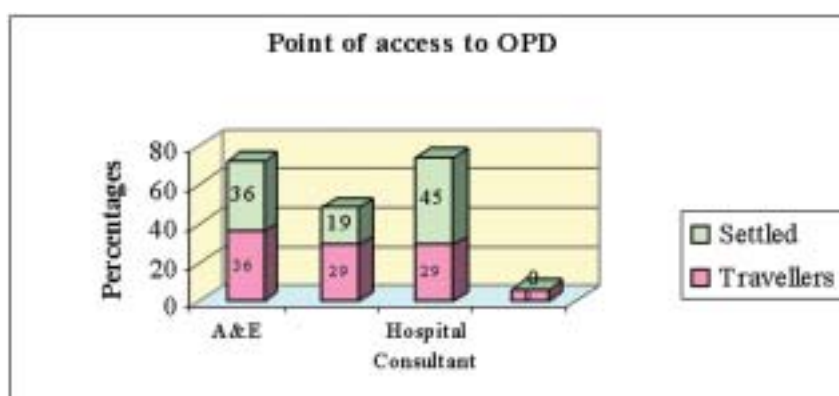 Point of access to OPD
Percentages
80
60
40
20
0
36
36
19
29
45
29
0
A&E
Hospital
Consultant
Settled
Travellers